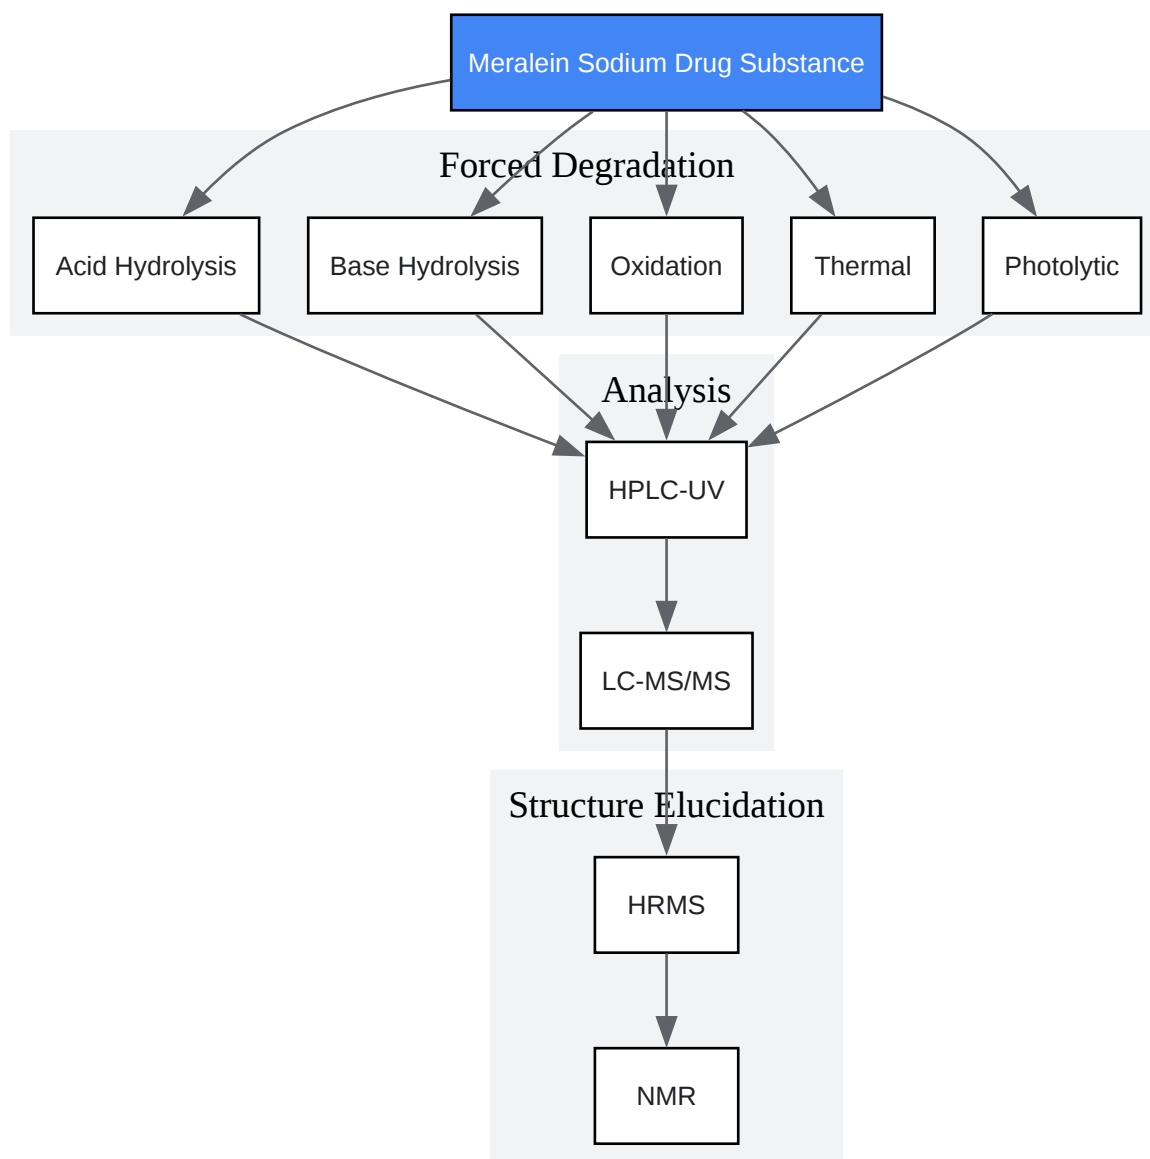 Meralein Sodium Drug Substance
Forced Degradation
Acid Hydrolysis
Base Hydrolysis
Oxidation
Thermal
Photolytic
Analysis
HPLC-UV
LC-MS/MS
Structure Elucidation
HRMS
NMR